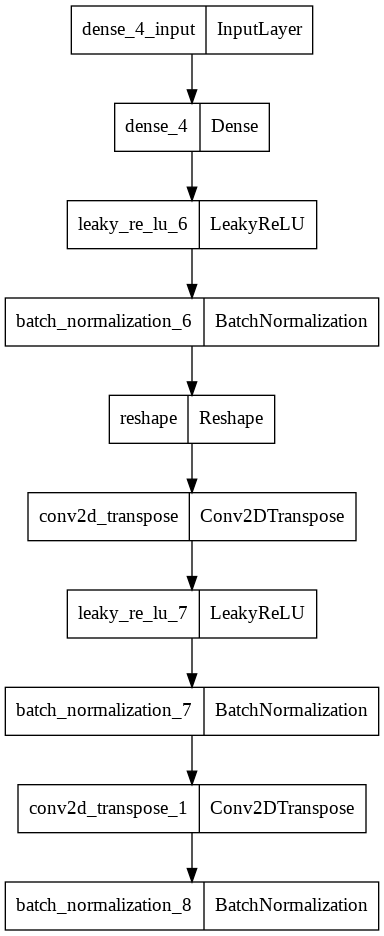 dense_4_input InputLayer
dense_4 Dense
leaky_re_lu_6 LeakyReLU
batch_normalization_6 BatchNormalization
reshape Reshape
conv2d_transpose Conv2DTranspose
leaky_re_lu_7 LeakyReLU
batch_normalization_7 BatchNormalization
conv2d_transpose_1 Conv2DTranspose
batch_normalization_8 BatchNormalization